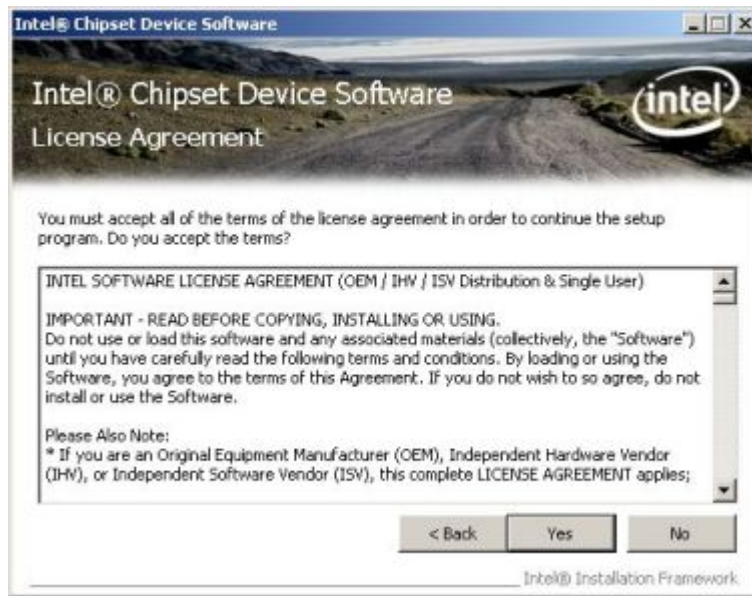 Intel® Chipset Device Software
Intel® Chipset Device Software
intel
License Agreement
You must accept all of the terms of the license agreement in order to continue the setup
program. Do you accept the terms?
INTEL SOFTWARE LICENSE AGREEMENT (OEM / IHV / ISV Distribution & Single User)
IMPORTANT - READ BEFORE COPYING, INSTALLING OR USING.
Do not use or load this software and any associated materials (collectively, the "Software")
until you have carefully read the following terms and conditions. By loading or using the
Software, you agree to the terms of this Agreement. If you do not wish to so agree, do not
install or use the Software.
Please Also Note:
* If you are an Original Equipment Manufacturer (OEM), Independent Hardware Vendor
(IHV), or Independent Software Vendor (ISV), this complete LICENSE AGREEMENT applies;
< Back Yes No
Intel® Installation Framework